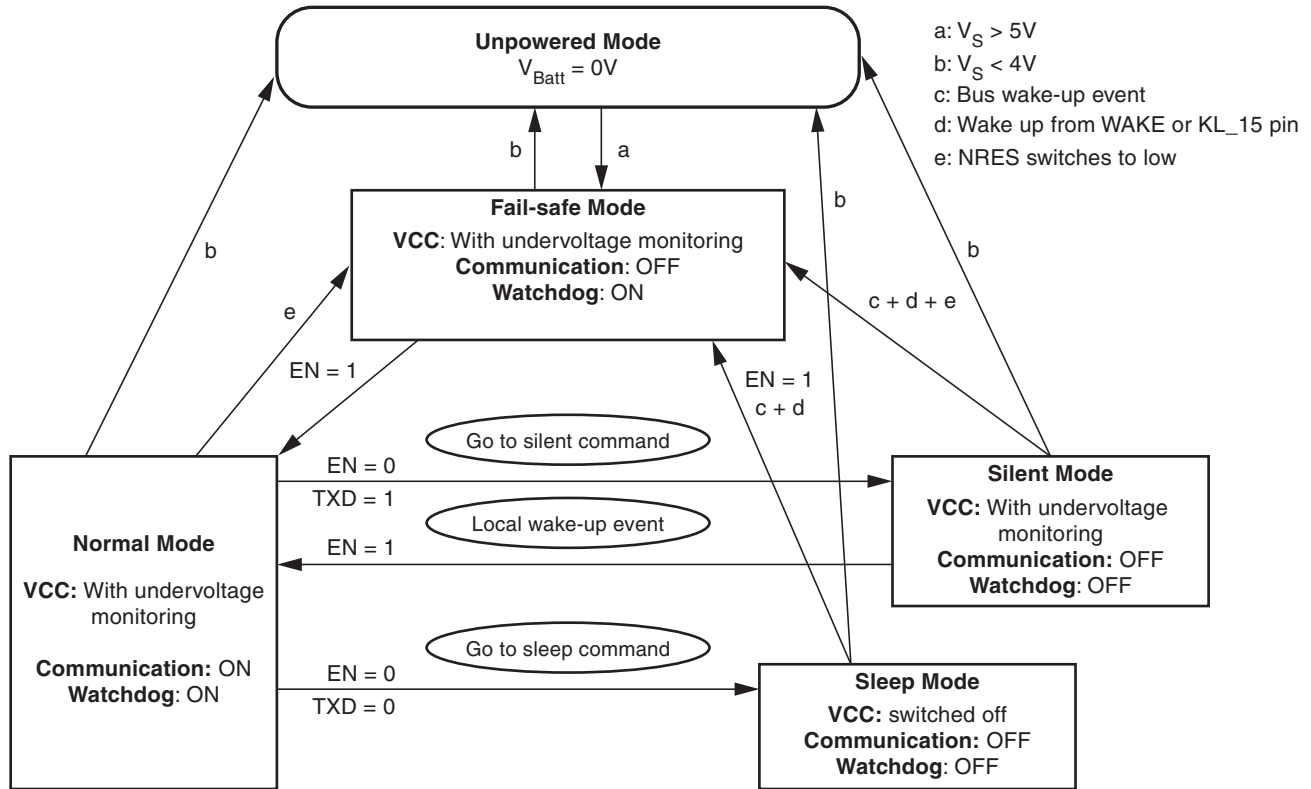 Unpowered Mode
V_Batt = 0V
a: V_S > 5V
b: V_S < 4V
c: Bus wake-up event
d: Wake up from WAKE or KL_15 pin
e: NRES switches to low
b
a
b
b
b
Fail-safe Mode
VCC: With undervoltage monitoring
Communication: OFF
Watchdog: ON
e
c + d + e
EN = 1
EN = 1
c + d
Go to silent command
EN = 0
TXD = 1
Local wake-up event
EN = 1
Normal Mode
VCC: With undervoltage
monitoring
Communication: ON
Watchdog: ON
Silent Mode
VCC: With undervoltage
monitoring
Communication: OFF
Watchdog: OFF
Go to sleep command
EN = 0
TXD = 0
Sleep Mode
VCC: switched off
Communication: OFF
Watchdog: OFF